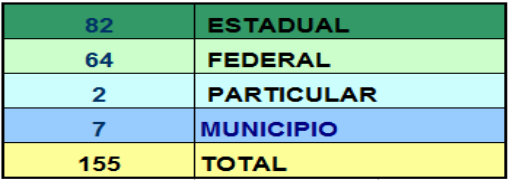 82 ESTADUAL
64 FEDERAL
2 PARTICULAR
7 MUNICIPIO
155 TOTAL